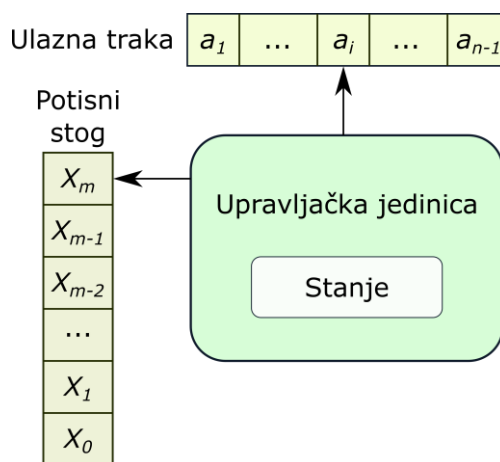 Ulazna traka a1 ... ai ... an-1
Potisni
stog
Xm
Xm-1
Xm-2
...
X1
X0
Upravljačka jedinica
Stanje